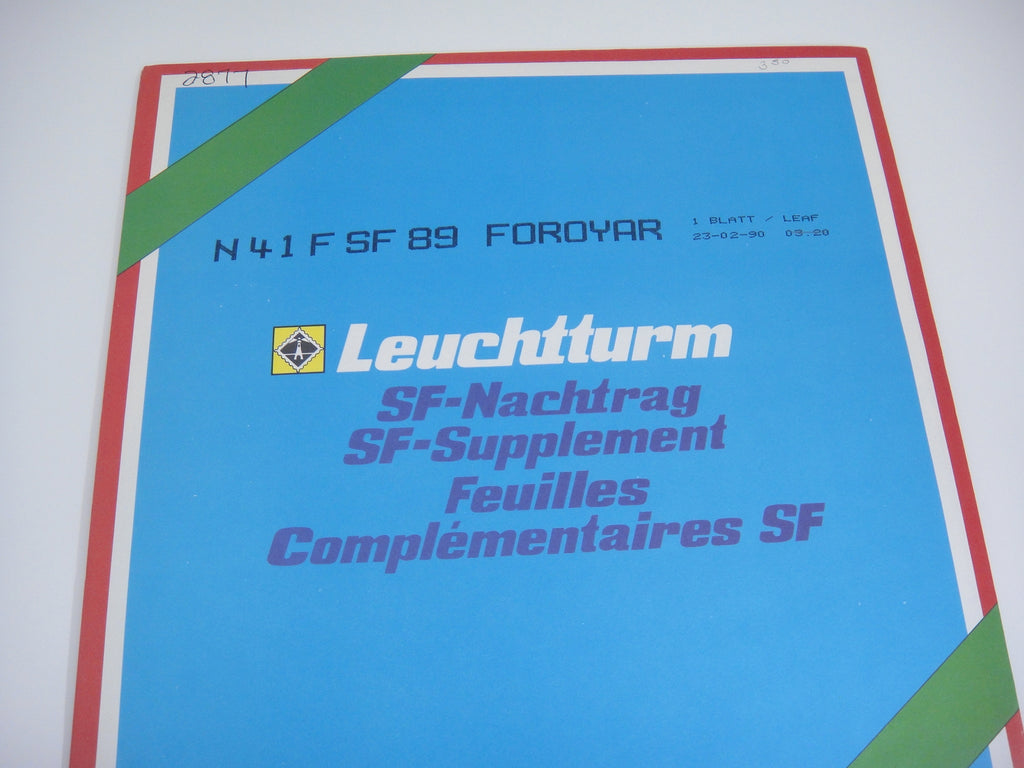 2877
380
N 41 F SF 89 FOROYAR
1 BLATT / LEAF
23-02-90 03.20
Leuchtturm
SF-Nachtrag
SF-Supplement
Feuilles
Complémentaires SF